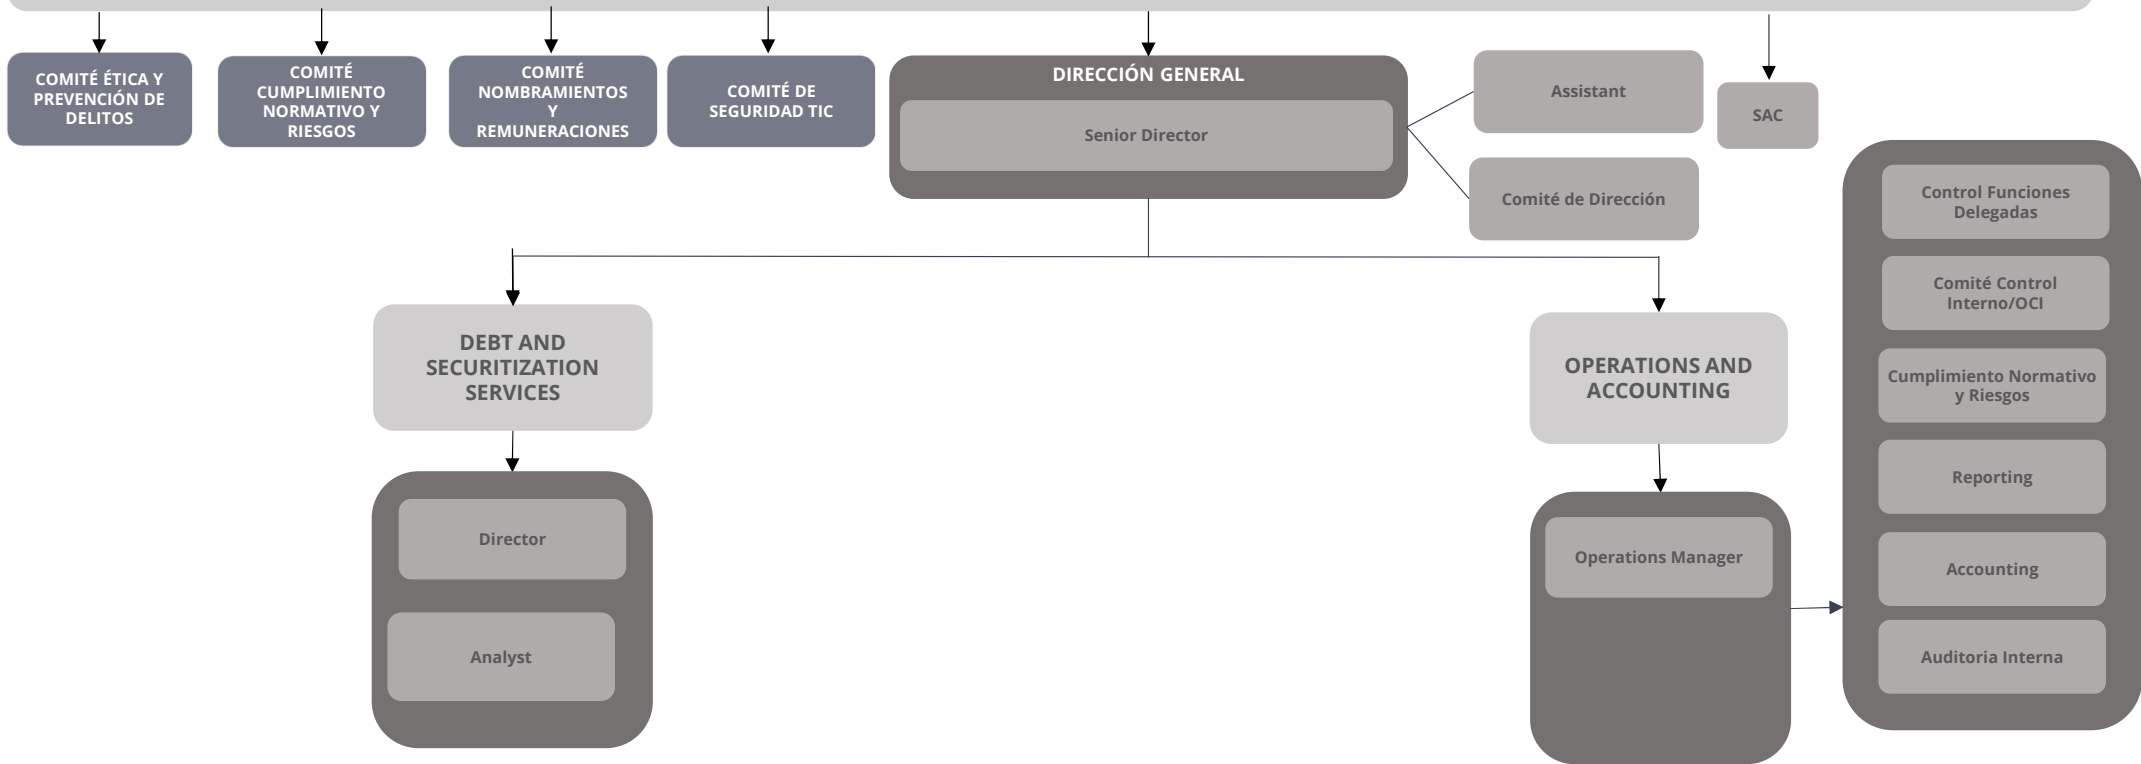 COMITÉ ÉTICA Y
PREVENCIÓN DE
DELITOS
COMITÉ
CUMPLIMIENTO
NORMATIVO Y
RIESGOS
COMITÉ
NOMBRAMIENTOS
Y
REMUNERACIONES
COMITÉ DE
SEGURIDAD TIC
DIRECCIÓN GENERAL
Senior Director
Assistant
Comité de Dirección
SAC
Control Funciones
Delegadas
Comité Control
Interno/OCI
Cumplimiento Normativo
y Riesgos
Reporting
Accounting
Auditoria Interna
DEBT AND
SECURITIZATION
SERVICES
Director
Analyst
OPERATIONS AND
ACCOUNTING
Operations Manager